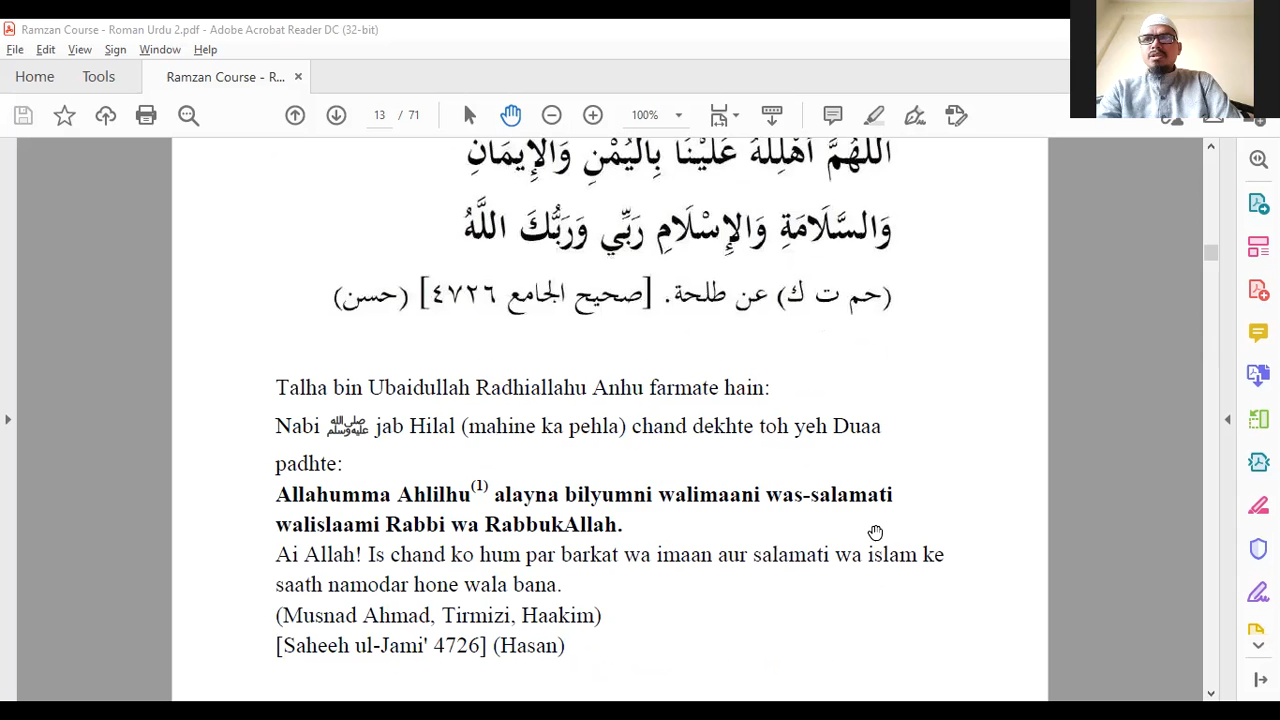 Ramzan Course - Roman Urdu 2.pdf - Adobe Acrobat Reader DC (32-bit)
File Edit View Sign Window Help
Home Tools Ramzan Course - R... ×
13 / 71 100%
اللَّهُمَّ أَهْلِلْهُ عَلَيْنَا بِالْيُمْنِ وَالإِيمَانِ
وَالسَّلَامَةِ وَالإِسْلَامِ رَبِّي وَرَبُّكَ اللَّهُ
(حم ت ك) عن طلحة. [صحيح الجامع ٤٧٢٦] (حسن)
Talha bin Ubaidullah Radhiallahu Anhu farmate hain:
Nabi ﷺ jab Hilal (mahine ka pehla) chand dekhte toh yeh Duaa
padhte:
Allahumma Ahlilhu(1) alayna bilyumni walimaani was-salamati
walislaami Rabbi wa RabbukAllah.
Ai Allah! Is chand ko hum par barkat wa imaan aur salamati wa islam ke
saath namodar hone wala bana.
(Musnad Ahmad, Tirmizi, Haakim)
[Saheeh ul-Jami' 4726] (Hasan)